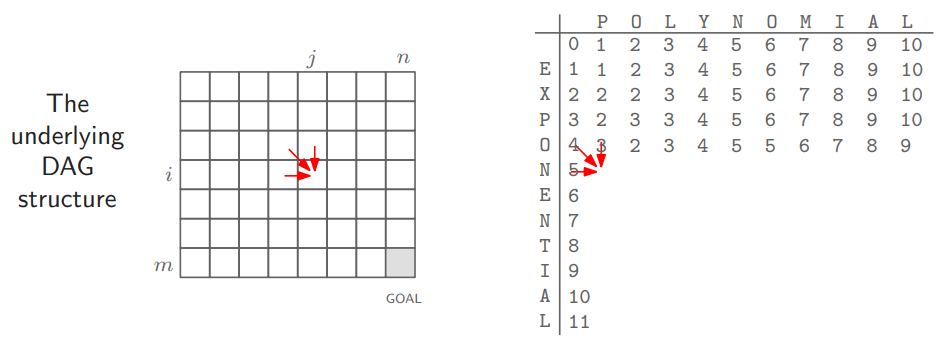 The
underlying
DAG
structure
j n
i
m
GOAL
P O L Y N O M I A L
0 1 2 3 4 5 6 7 8 9 10
E 1 1 2 3 4 5 6 7 8 9 10
X 2 2 2 3 4 5 6 7 8 9 10
P 3 2 3 3 4 5 6 7 8 9 10
O 4 3 2 3 4 5 5 6 7 8 9
N 5
E 6
N 7
T 8
I 9
A 10
L 11